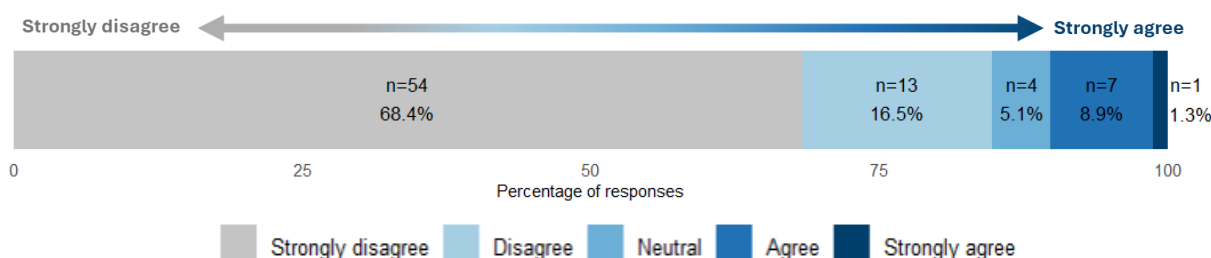 Strongly disagree Strongly agree
n=54 n=13 n=4 n=7 n=1
68.4% 16.5% 5.1% 8.9% 1.3%
0 25 50 75 100
Percentage of responses
Strongly disagree Disagree Neutral Agree Strongly agree